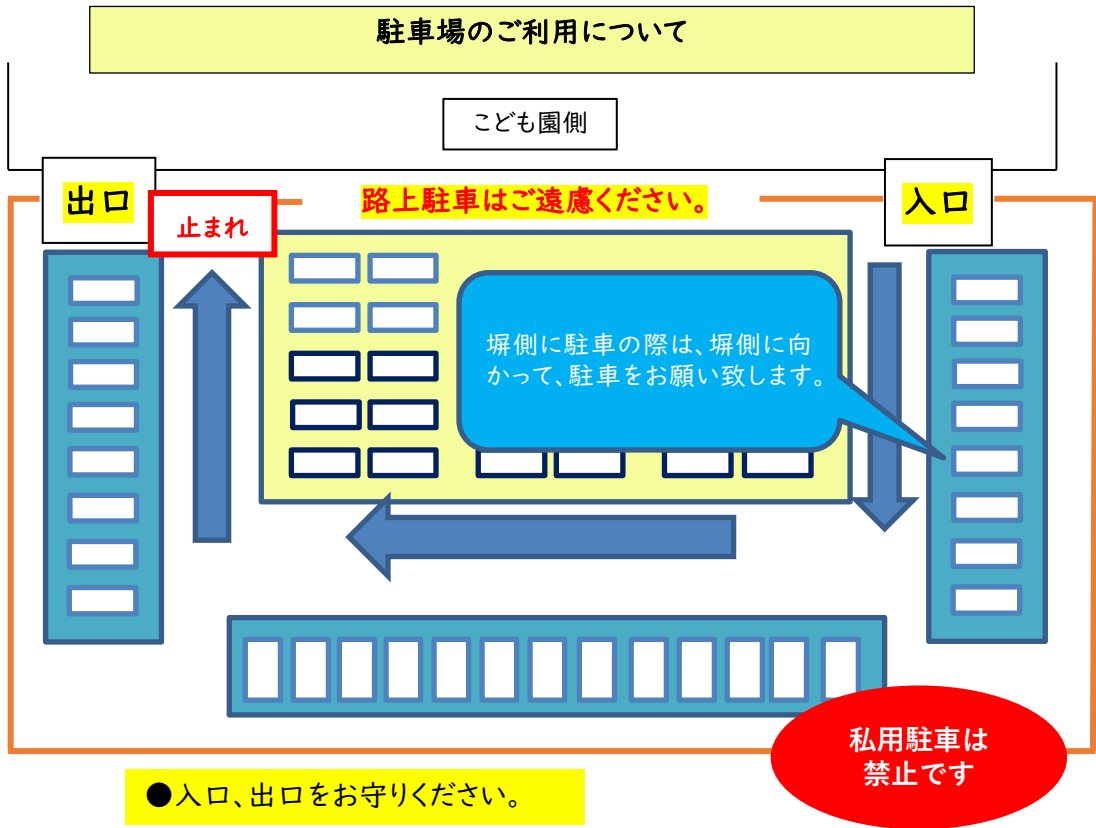 駐車場のご利用について
こども園側
出口
止まれ
路上駐車はご遠慮ください。
入口
塀側に駐車の際は、塀側に向
かって、駐車をお願い致します。
私用駐車は
禁止です
●入口、出口をお守りください。